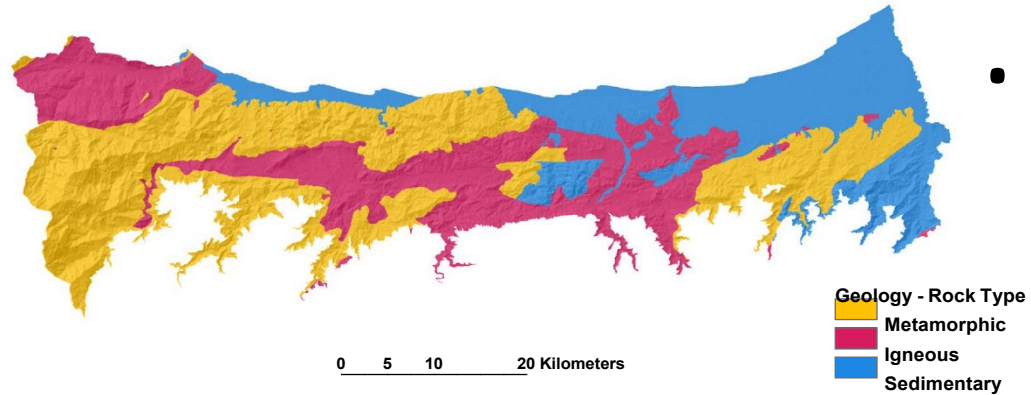 Geology - Rock Type
Metamorphic
Igneous
Sedimentary
0 5 10 20 Kilometers